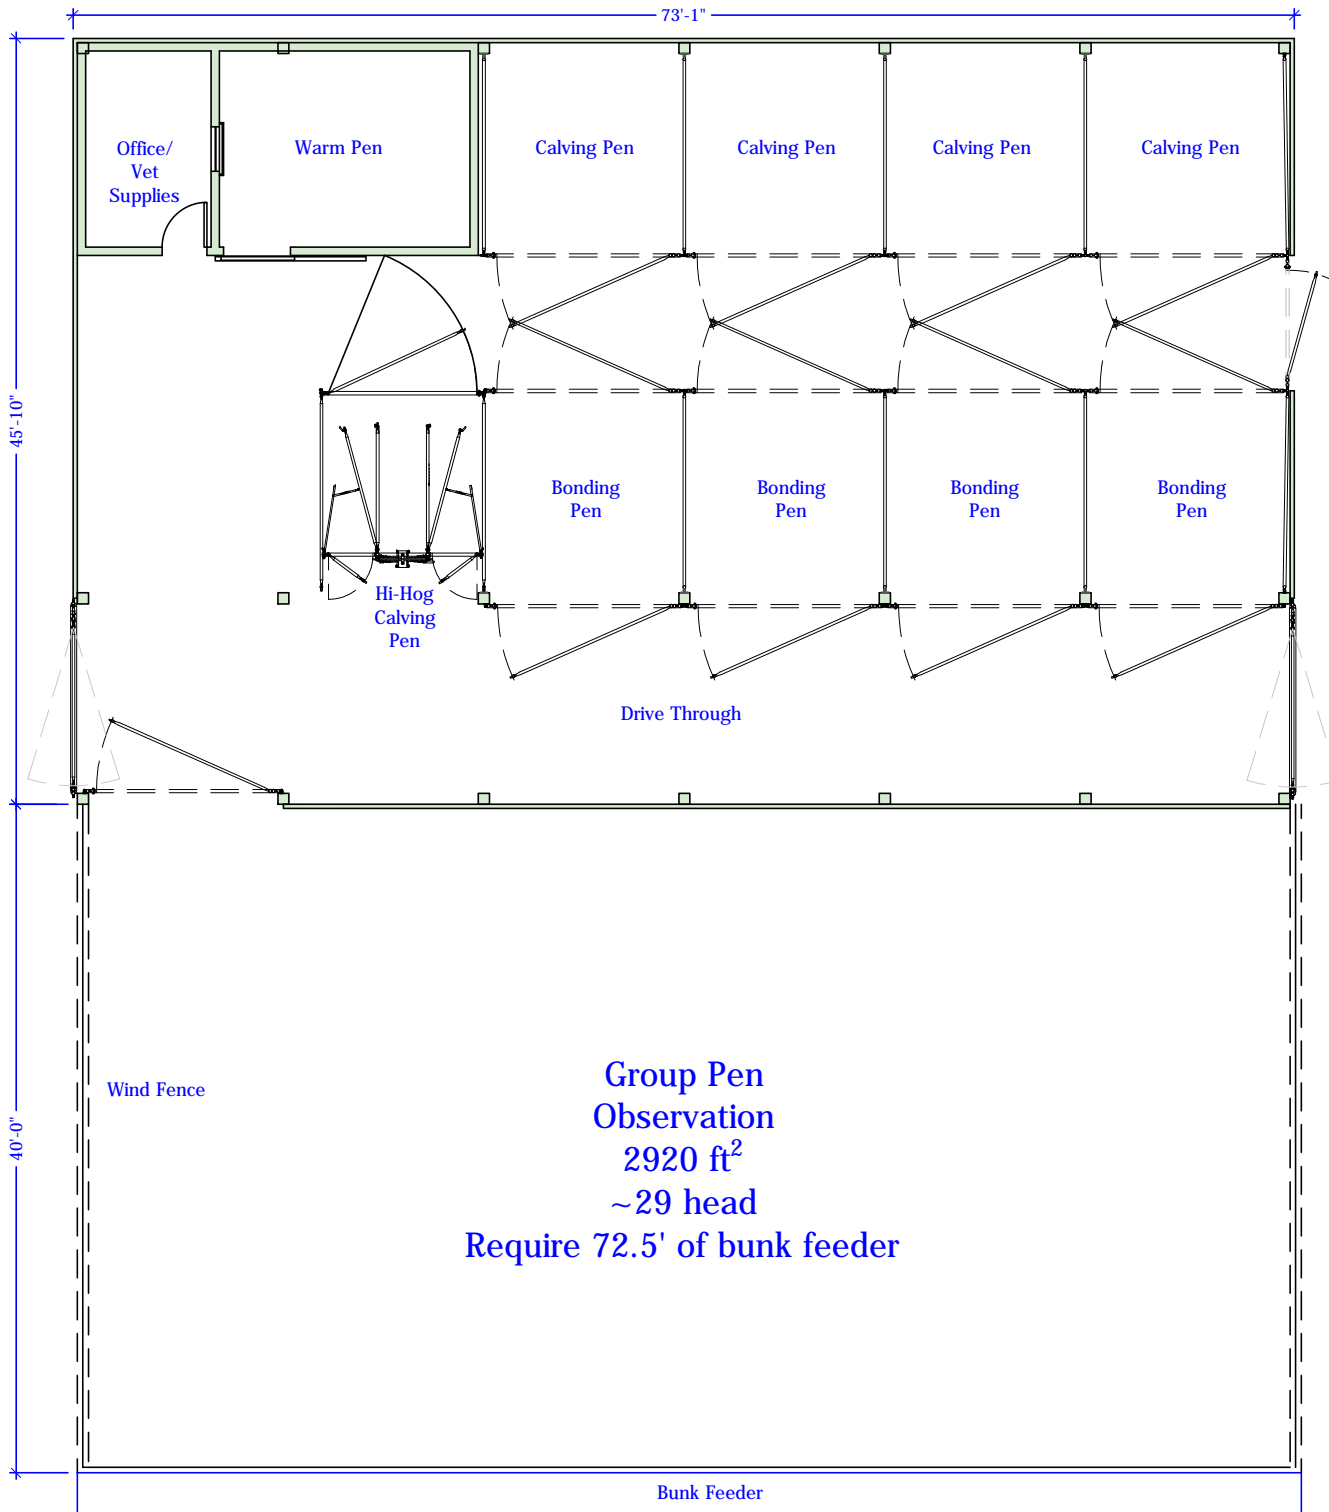 73'-1"
Office/
Vet
Supplies
Warm Pen
Calving Pen
Calving Pen
Calving Pen
Calving Pen
45'-10"
Bonding
Pen
Bonding
Pen
Bonding
Pen
Bonding
Pen
Hi-Hog
Calving
Pen
Drive Through
Wind Fence
40'-0"
Group Pen
Observation
2920 ft²
~29 head
Require 72.5' of bunk feeder
Bunk Feeder